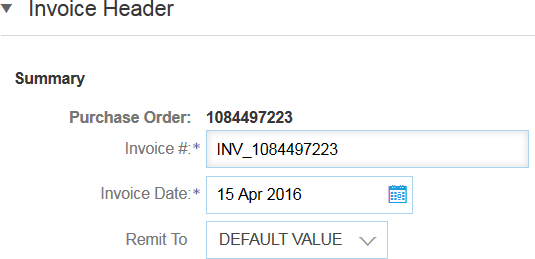 Invoice Header
Summary
Purchase Order: 1084497223
Invoice #:* INV_1084497223
Invoice Date:* 15 Apr 2016
Remit To DEFAULT VALUE